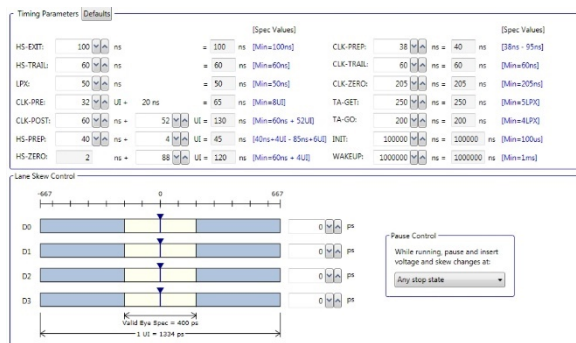 Timing Parameters Defaults
[Spec Values] [Spec Values]
HS-EXIT: 100 ns = 100 ns [Min=100ns] CLK-PREP: 38 ns = 40 ns [38ns - 95ns]
HS-TRAIL: 60 ns = 60 ns [Min=60ns] CLK-TRAIL: 60 ns = 60 ns [Min=60ns]
LPX: 50 ns = 50 ns [Min=50ns] CLK-ZERO: 205 ns = 205 ns [Min=205ns]
CLK-PRE: 32 UI + 20 ns = 65 ns [Min=8UI] TA-GET: 250 ns = 250 ns [Min=5LPX]
CLK-POST: 60 ns + 52 UI = 130 ns [Min=60ns + 52UI] TA-GO: 200 ns = 200 ns [Min=4LPX]
HS-PREP: 40 ns + 4 UI = 45 ns [40ns+4UI - 85ns+6UI] INIT: 100000 ns = 100000 ns [Min=100us]
HS-ZERO: 2 ns + 88 UI = 120 ns [Min=60ns + 4UI] WAKEUP: 1000000 ns = 1000000 ns [Min=1ms]
Lane Skew Control
-667 0 667
D0 0 ps
D1 0 ps
D2 0 ps
D3 0 ps
Valid Eye Spec = 400 ps
1 UI = 1334 ps
Pause Control
While running, pause and insert
voltage and skew changes at:
Any stop state